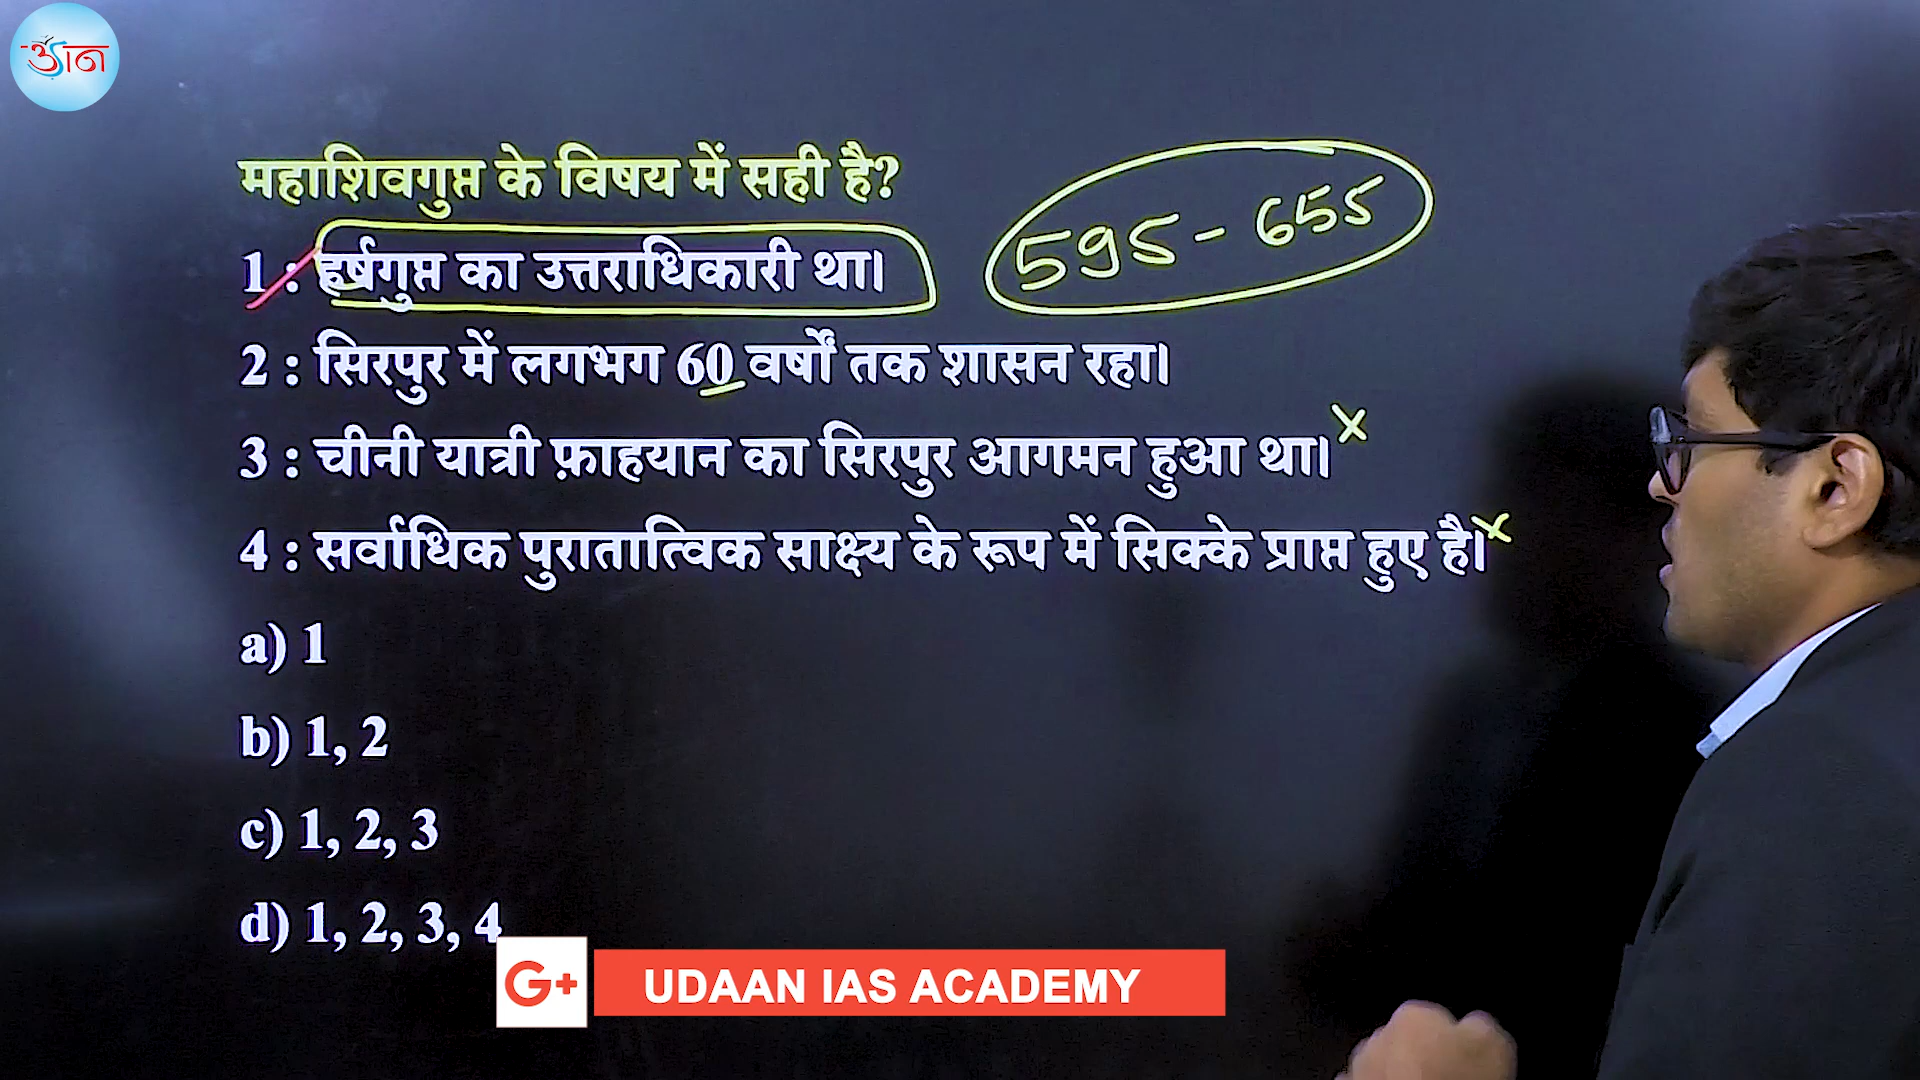 उड़ान
महाशिवगुप्त के विषय में सही है?
595 - 655
1 : हर्षगुप्त का उत्तराधिकारी था।
2 : सिरपुर में लगभग 60 वर्षों तक शासन रहा।
3 : चीनी यात्री फ़ाहयान का सिरपुर आगमन हुआ था। x
4 : सर्वाधिक पुरातात्विक साक्ष्य के रूप में सिक्के प्राप्त हुए है। x
a) 1
b) 1, 2
c) 1, 2, 3
d) 1, 2, 3, 4
G+ UDAAN IAS ACADEMY